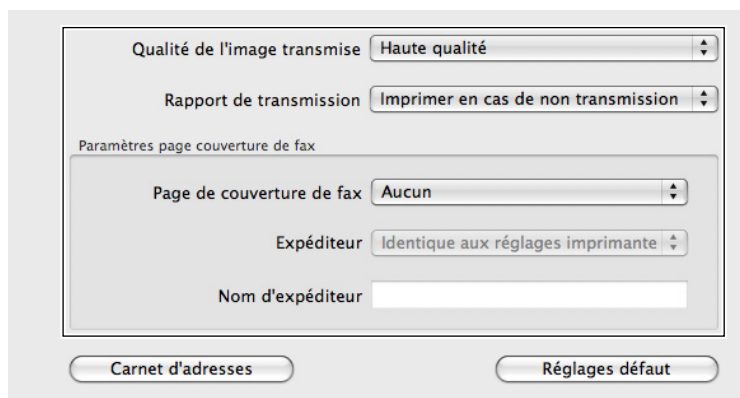 Qualité de l'image transmise Haute qualité
Rapport de transmission Imprimer en cas de non transmission
Paramètres page couverture de fax
Page de couverture de fax Aucun
Expéditeur Identique aux réglages imprimante
Nom d'expéditeur
Carnet d'adresses Réglages défaut